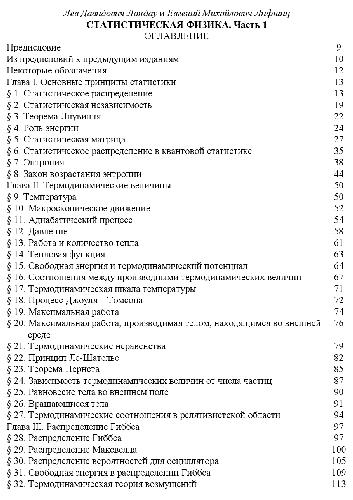 Лев Давидович Ландау и Евгений Михайлович Лифшиц
СТАТИСТИЧЕСКАЯ ФИЗИКА. Часть 1
ОГЛАВЛЕНИЕ
Предисловие 9
Из предисловий к предыдущим изданиям 10
Некоторые обозначения 12
Глава I. Основные принципы статистики 13
§ 1. Статистическое распределение 13
§ 2. Статистическая независимость 19
§ 3. Теорема Лиувилля 22
§ 4. Роль энергии 24
§ 5. Статистическая матрица 27
§ 6. Статистическое распределение в квантовой статистике 35
§ 7. Энтропия 38
§ 8. Закон возрастания энтропии 44
Глава II. Термодинамические величины 50
§ 9. Температура 50
§ 10. Макроскопическое движение 52
§ 11. Адиабатический процесс 54
§ 12. Давление 58
§ 13. Работа и количество тепла 61
§ 14. Тепловая функция 63
§ 15. Свободная энергия и термодинамический потенциал 64
§ 16. Соотношения между производными термодинамических величин 67
§ 17. Термодинамическая шкала температуры 71
§ 18. Процесс Джоуля – Томсона 72
§ 19. Максимальная работа 74
§ 20. Максимальная работа, производимая телом, находящимся во внешней 76
среде
§ 21. Термодинамические неравенства 79
§ 22. Принцип Ле-Шателье 82
§ 23. Теорема Нернста 85
§ 24. Зависимость термодинамических величин от числа частиц 87
§ 25. Равновесие тела во внешнем поле 90
§ 26. Вращающиеся тела 91
§ 27. Термодинамические соотношения в релятивистской области 94
Глава III. Распределение Гиббса 97
§ 28. Распределение Гиббса 97
§ 29. Распределение Максвелла 100
§ 30. Распределение вероятностей для осциллятора 105
§ 31. Свободная энергия в распределении Гиббса 109
§ 32. Термодинамическая теория возмущений 113